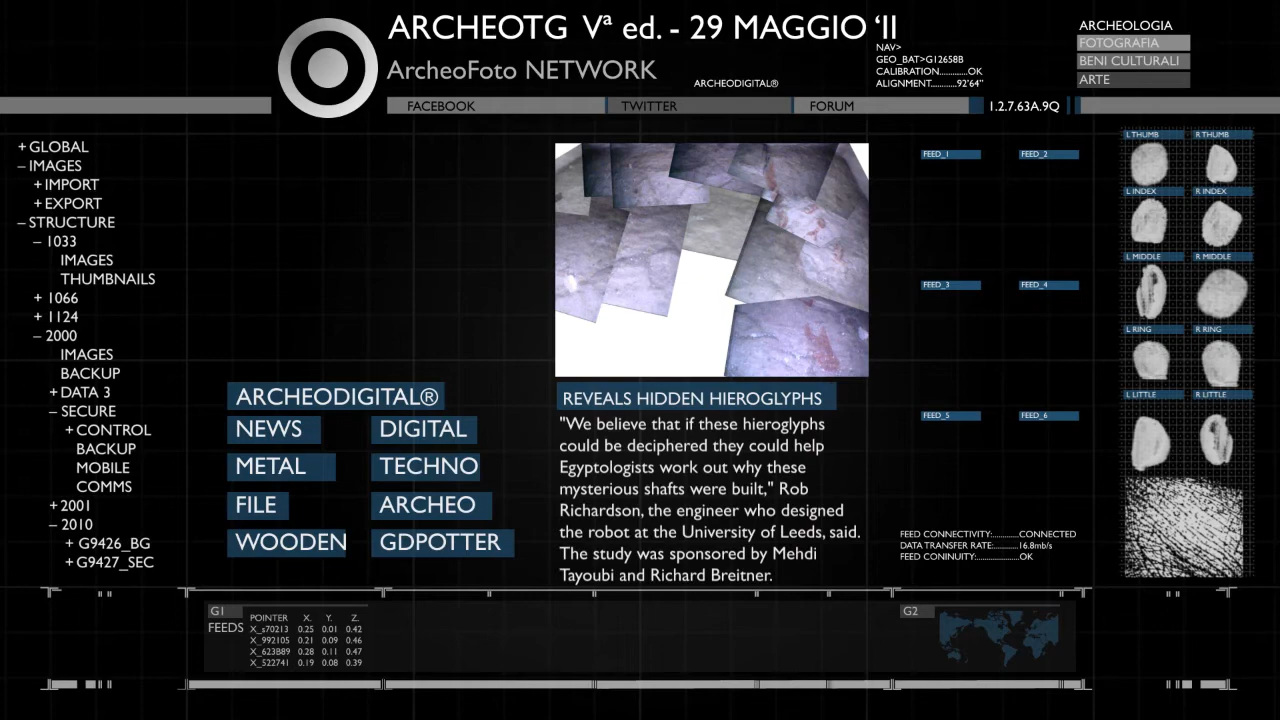 ARCHEOTG Vª ed. - 29 MAGGIO ‘II
ArcheoFoto NETWORK
ARCHEODIGITAL®
NAV>
GEO_BAT>G12658B
CALIBRATION.............OK
ALIGNMENT............92'64"
ARCHEOLOGIA
FOTOGRAFIA
BENI CULTURALI
ARTE
FACEBOOK
TWITTER
FORUM
1.2.7.63A.9Q
+ GLOBAL
– IMAGES
+ IMPORT
+ EXPORT
– STRUCTURE
– 1033
IMAGES
THUMBNAILS
+ 1066
+ 1124
– 2000
IMAGES
BACKUP
+ DATA 3
– SECURE
+ CONTROL
BACKUP
MOBILE
COMMS
+ 2001
– 2010
+ G9426_BG
+ G9427_SEC
ARCHEODIGITAL®
NEWS
DIGITAL
METAL
TECHNO
FILE
ARCHEO
WOODEN
GDPOTTER
REVEALS HIDDEN HIEROGLYPHS
"We believe that if these hieroglyphs
could be deciphered they could help
Egyptologists work out why these
mysterious shafts were built," Rob
Richardson, the engineer who designed
the robot at the University of Leeds, said.
The study was sponsored by Mehdi
Tayoubi and Richard Breitner.
FEED_1
FEED_2
FEED_3
FEED_4
FEED_5
FEED_6
FEED CONNECTIVITY:............CONNECTED
DATA TRANSFER RATE:............16.8mb/s
FEED CONINUITY:.....................OK
L THUMB
R THUMB
L INDEX
R INDEX
L MIDDLE
R MIDDLE
L RING
R RING
L LITTLE
R LITTLE
G1
FEEDS
POINTER X. Y. Z.
X_s70213 0.25 0.01 0.42
X_992105 0.21 0.09 0.46
X_623B89 0.28 0.11 0.47
X_522741 0.19 0.08 0.39
G2